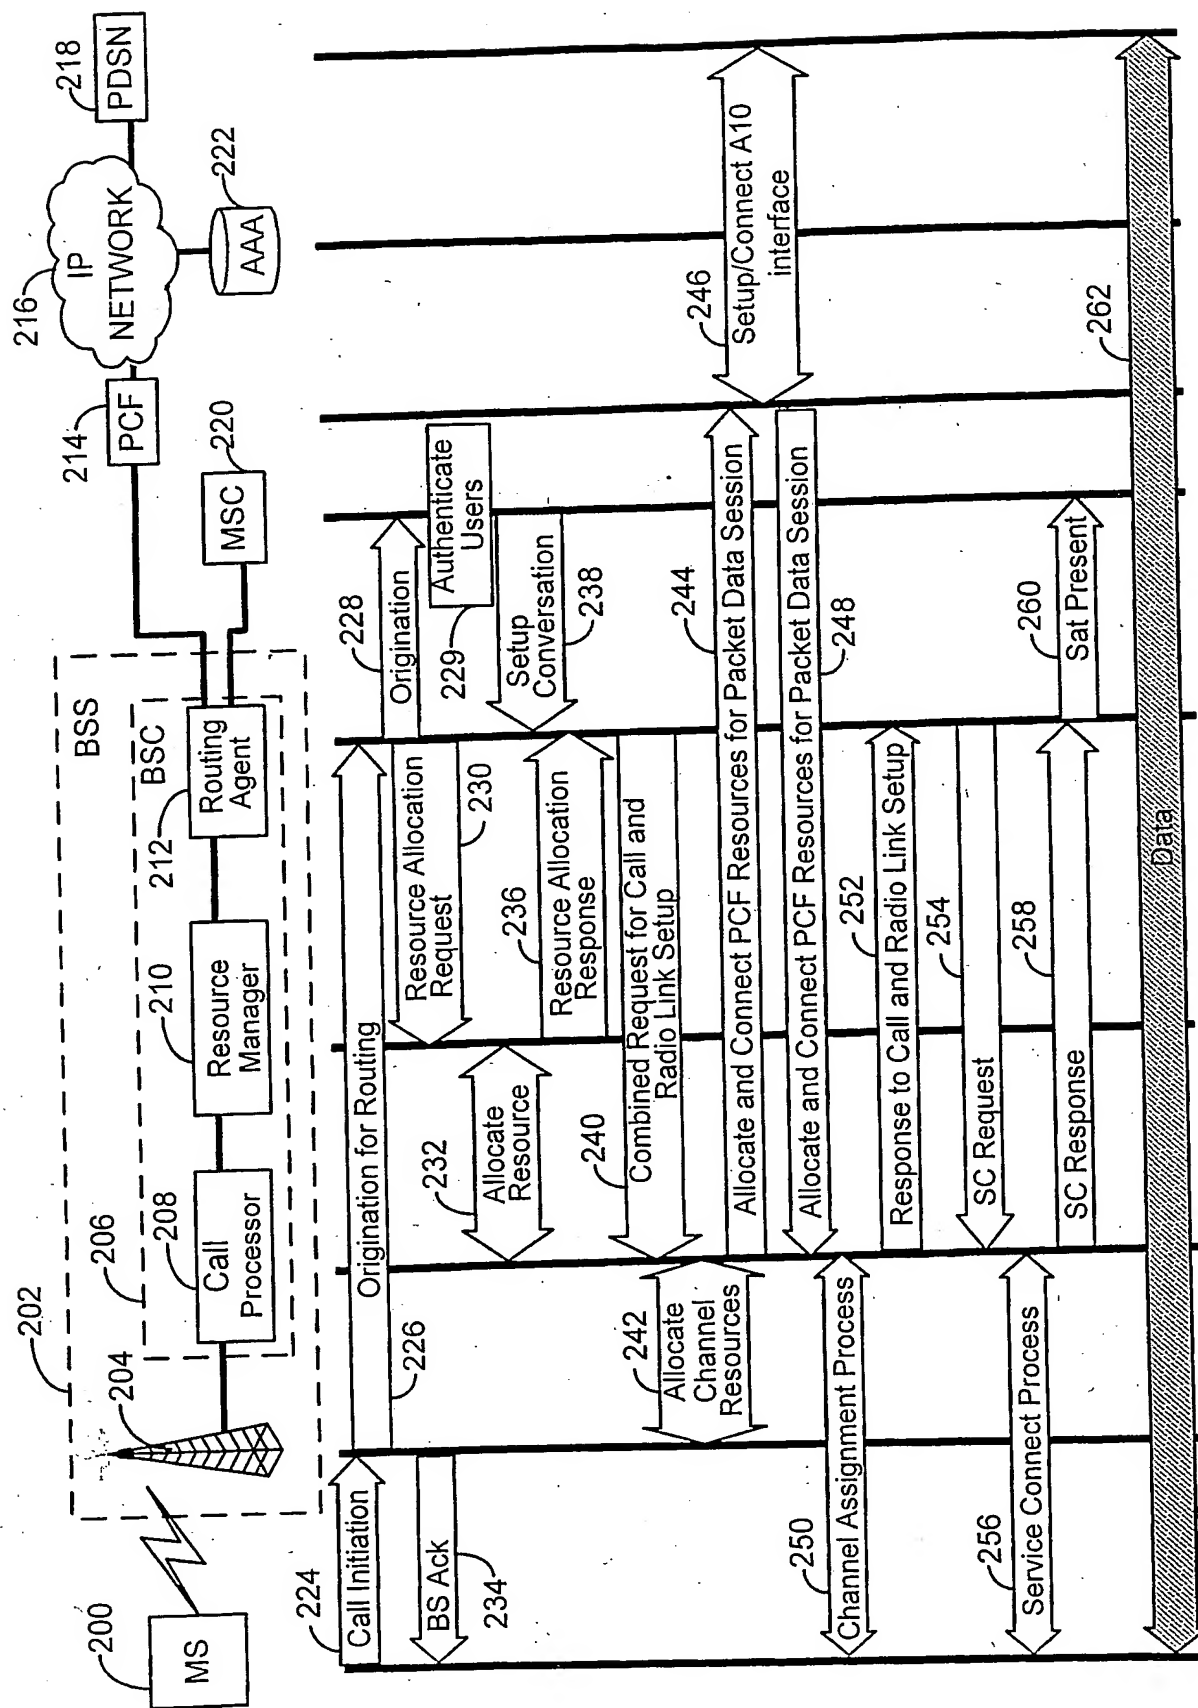 200
MS
202
204
206
208
Call
Processor
210
Resource
Manager
212
Routing
Agent
BSC
BSS
214
PCF
216
IP
NETWORK
218
PDSN
220
MSC
222
AAA
224
Call Initiation
226
Origination for Routing
228
Origination
229
Authenticate
Users
230
Resource Allocation
Request
232
Allocate
Resource
BS Ack
234
236
Resource Allocation
Response
Setup
Conversation
238
240
Combined Request for Call and
Radio Link Setup
242
Allocate
Channel
Resources
244
Allocate and Connect PCF Resources for Packet Data Session
246
Setup/Connect A10
interface
Allocate and Connect PCF Resources for Packet Data Session
248
250
Channel Assignment Process
252
Response to Call and Radio Link Setup
254
SC Request
256
Service Connect Process
258
SC Response
260
Sat Present
262
Data